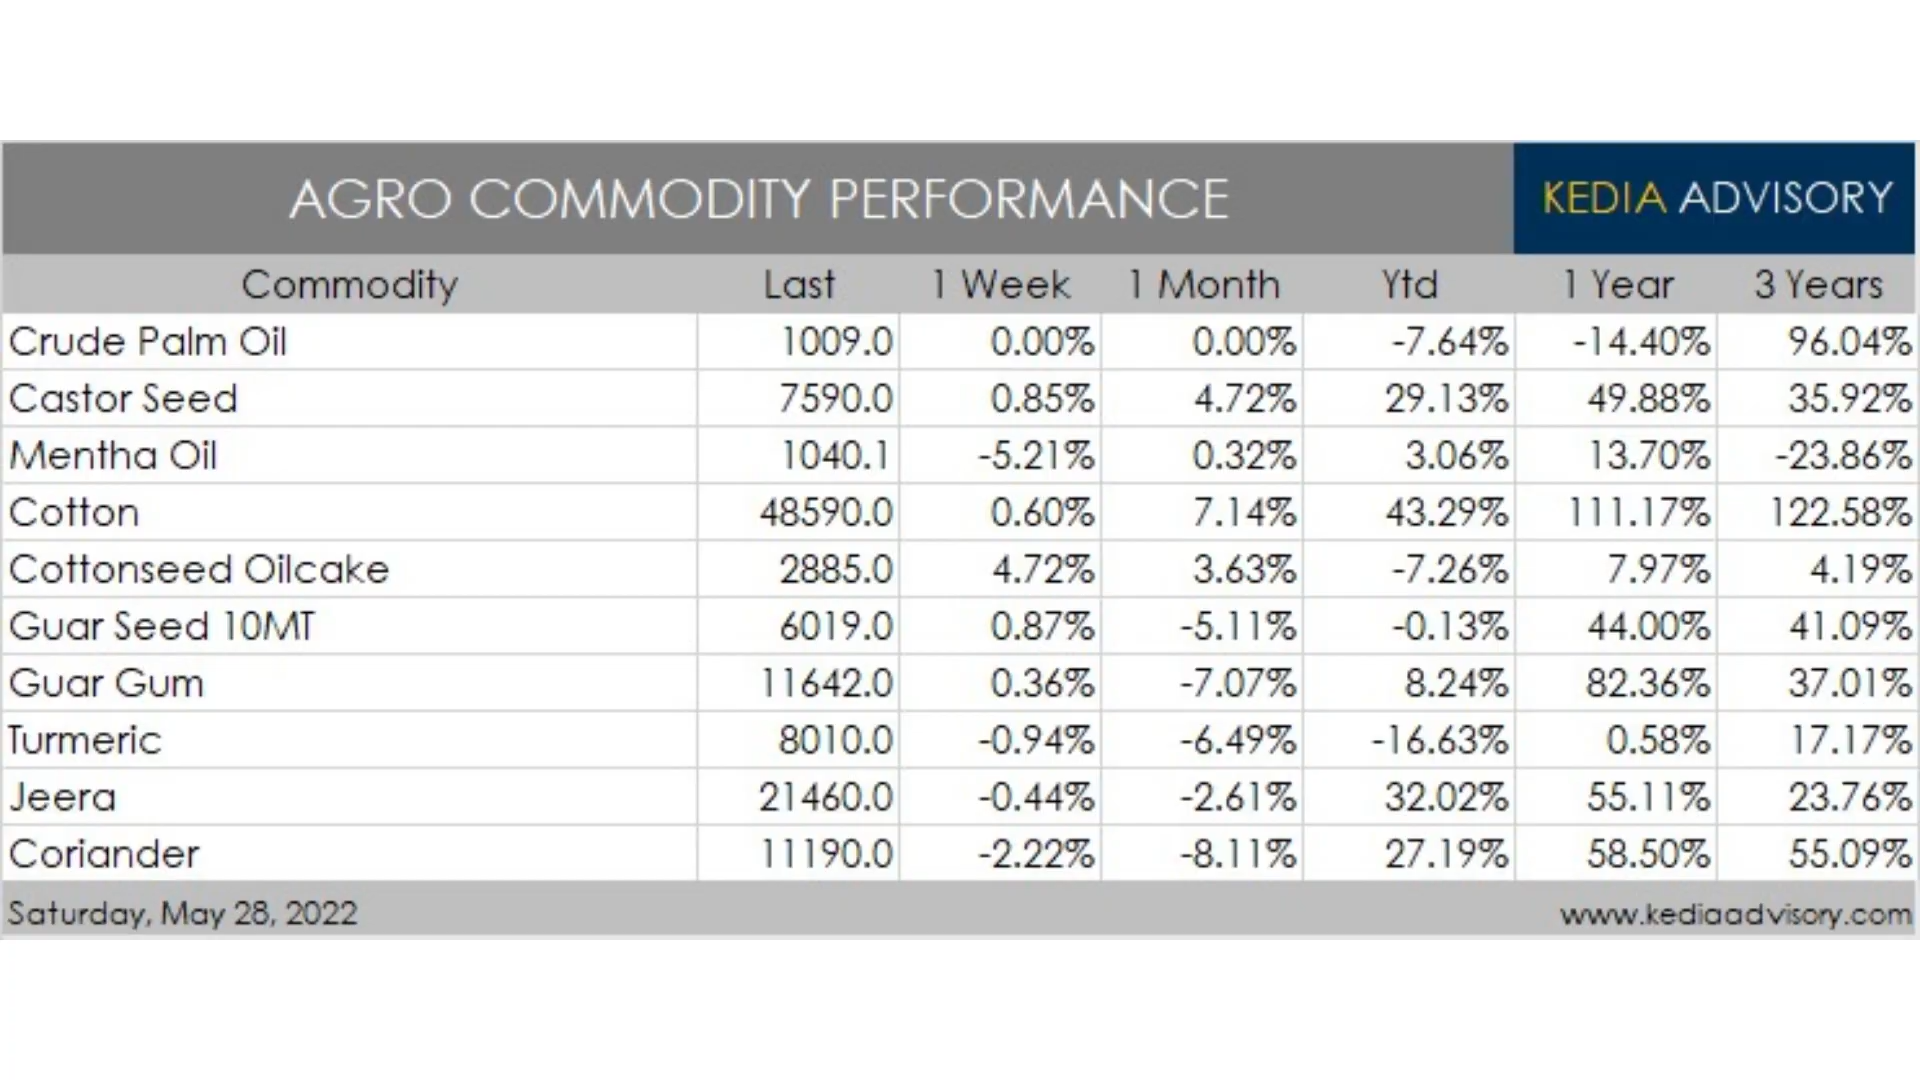 AGRO COMMODITY PERFORMANCE KEDIA ADVISORY
Commodity Last 1 Week 1 Month Ytd 1 Year 3 Years
Crude Palm Oil 1009.0 0.00% 0.00% -7.64% -14.40% 96.04%
Castor Seed 7590.0 0.85% 4.72% 29.13% 49.88% 35.92%
Mentha Oil 1040.1 -5.21% 0.32% 3.06% 13.70% -23.86%
Cotton 48590.0 0.60% 7.14% 43.29% 111.17% 122.58%
Cottonseed Oilcake 2885.0 4.72% 3.63% -7.26% 7.97% 4.19%
Guar Seed 10MT 6019.0 0.87% -5.11% -0.13% 44.00% 41.09%
Guar Gum 11642.0 0.36% -7.07% 8.24% 82.36% 37.01%
Turmeric 8010.0 -0.94% -6.49% -16.63% 0.58% 17.17%
Jeera 21460.0 -0.44% -2.61% 32.02% 55.11% 23.76%
Coriander 11190.0 -2.22% -8.11% 27.19% 58.50% 55.09%
Saturday, May 28, 2022 www.kediaadvisory.com